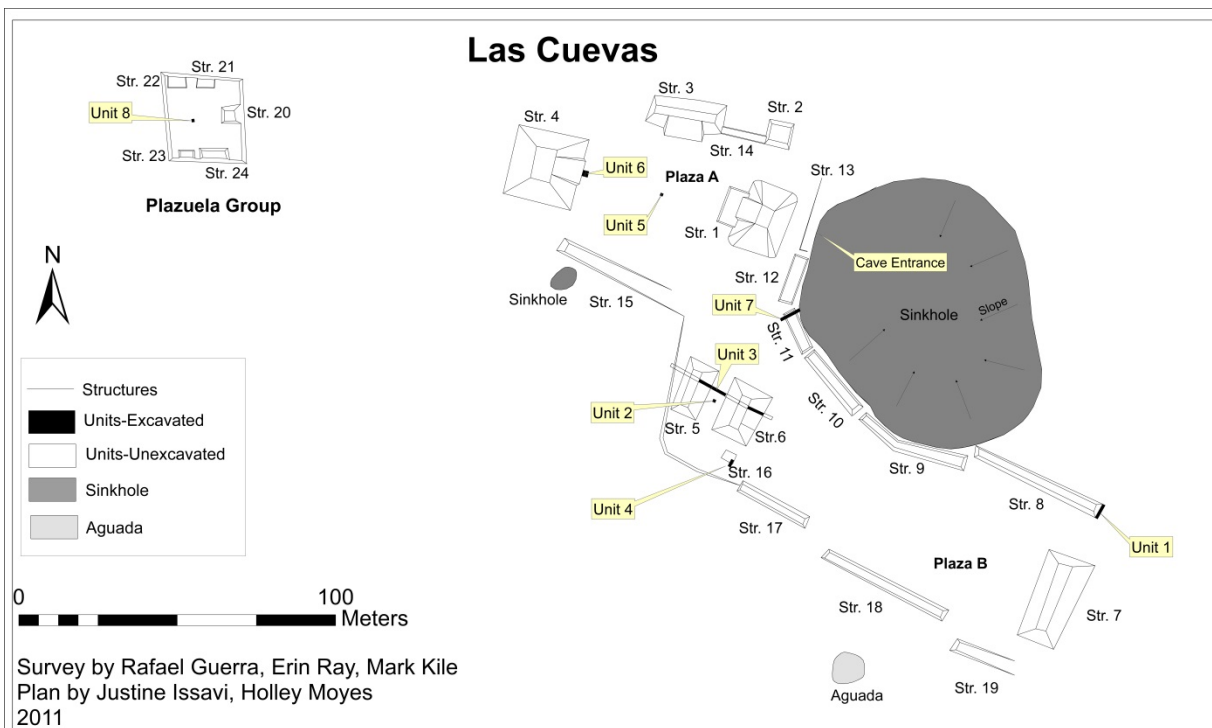 Las Cuevas
Str. 21
Str. 22
Unit 8
Str. 20
Str. 23
Str. 24
Plazuela Group
N
Structures
Units-Excavated
Units-Unexcavated
Sinkhole
Aguada
0
100
Meters
Survey by Rafael Guerra, Erin Ray, Mark Kile
Plan by Justine Issavi, Holley Moyes
2011
Str. 3
Str. 2
Str. 4
Str. 14
Unit 6
Plaza A
Str. 13
Unit 5
Str. 1
Cave Entrance
Str. 12
Sinkhole
Str. 15
Unit 7
Sinkhole
Slope
Str. 11
Unit 3
Unit 2
Str. 5
Str.6
Str. 10
Str. 9
Str. 16
Unit 4
Str. 17
Str. 8
Unit 1
Plaza B
Str. 18
Str. 7
Aguada
Str. 19